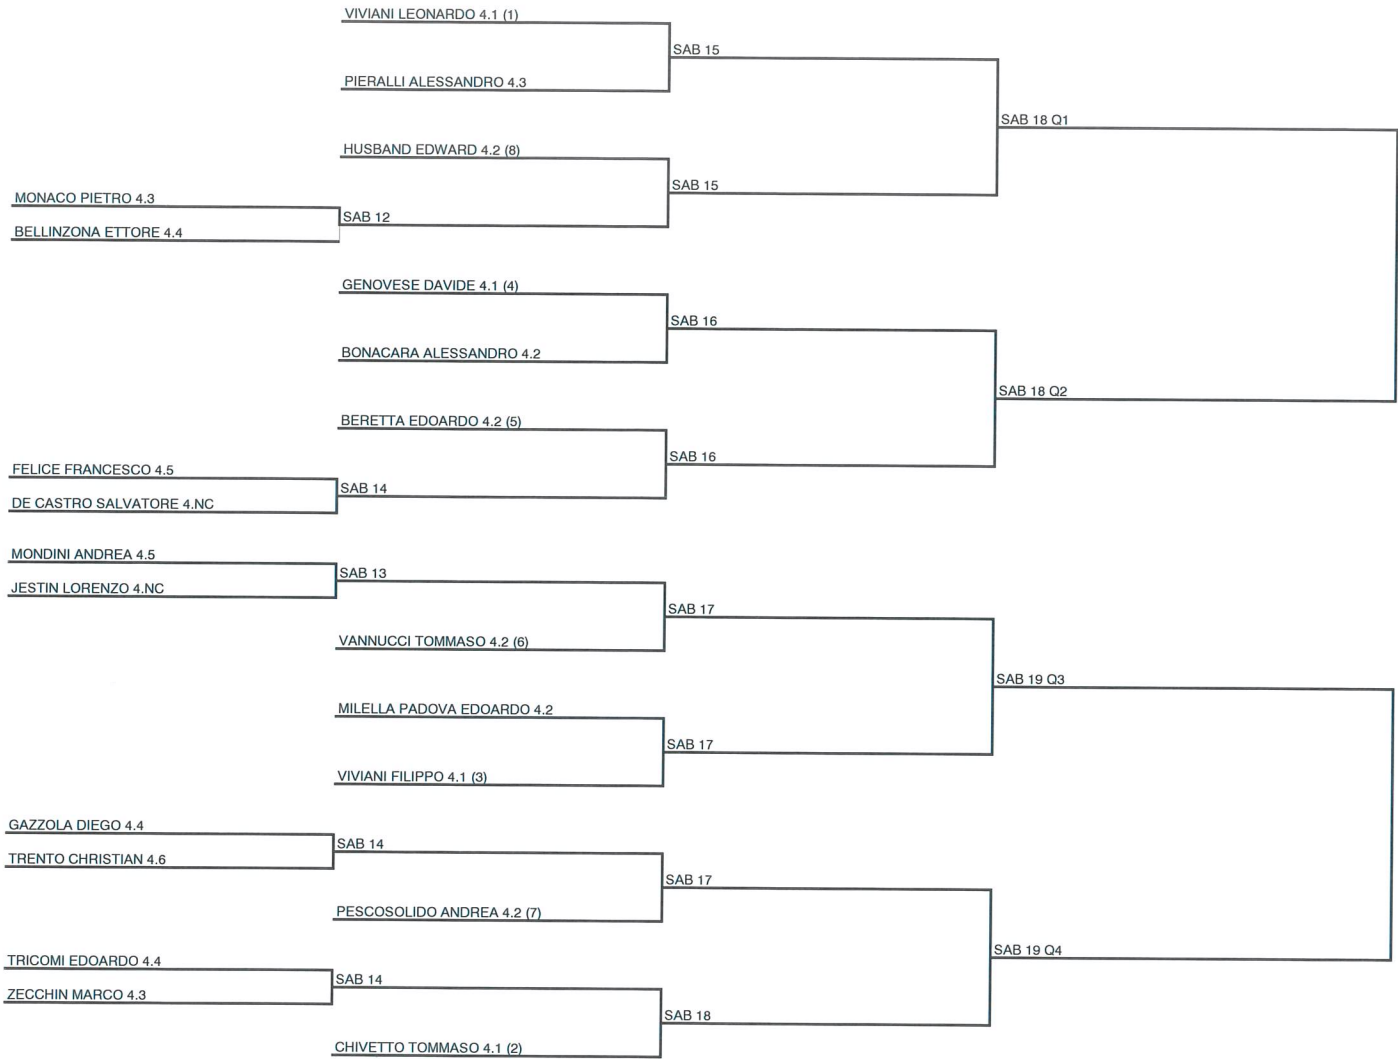 VIVIANI LEONARDO 4.1 (1)
SAB 15
PIERALLI ALESSANDRO 4.3
SAB 18 Q1
HUSBAND EDWARD 4.2 (8)
SAB 15
MONACO PIETRO 4.3
SAB 12
BELLINZONA ETTORE 4.4
GENOVESE DAVIDE 4.1 (4)
SAB 16
BONACARA ALESSANDRO 4.2
SAB 18 Q2
BERETTA EDOARDO 4.2 (5)
SAB 16
FELICE FRANCESCO 4.5
SAB 14
DE CASTRO SALVATORE 4.NC
MONDINI ANDREA 4.5
SAB 13
JESTIN LORENZO 4.NC
SAB 17
VANNUCCI TOMMASO 4.2 (6)
SAB 19 Q3
MILELLA PADOVA EDOARDO 4.2
SAB 17
VIVIANI FILIPPO 4.1 (3)
GAZZOLA DIEGO 4.4
SAB 14
TRENTO CHRISTIAN 4.6
SAB 17
PESCOSOLIDO ANDREA 4.2 (7)
SAB 19 Q4
TRICOMI EDOARDO 4.4
SAB 14
ZECCHIN MARCO 4.3
SAB 18
CHIVETTO TOMMASO 4.1 (2)